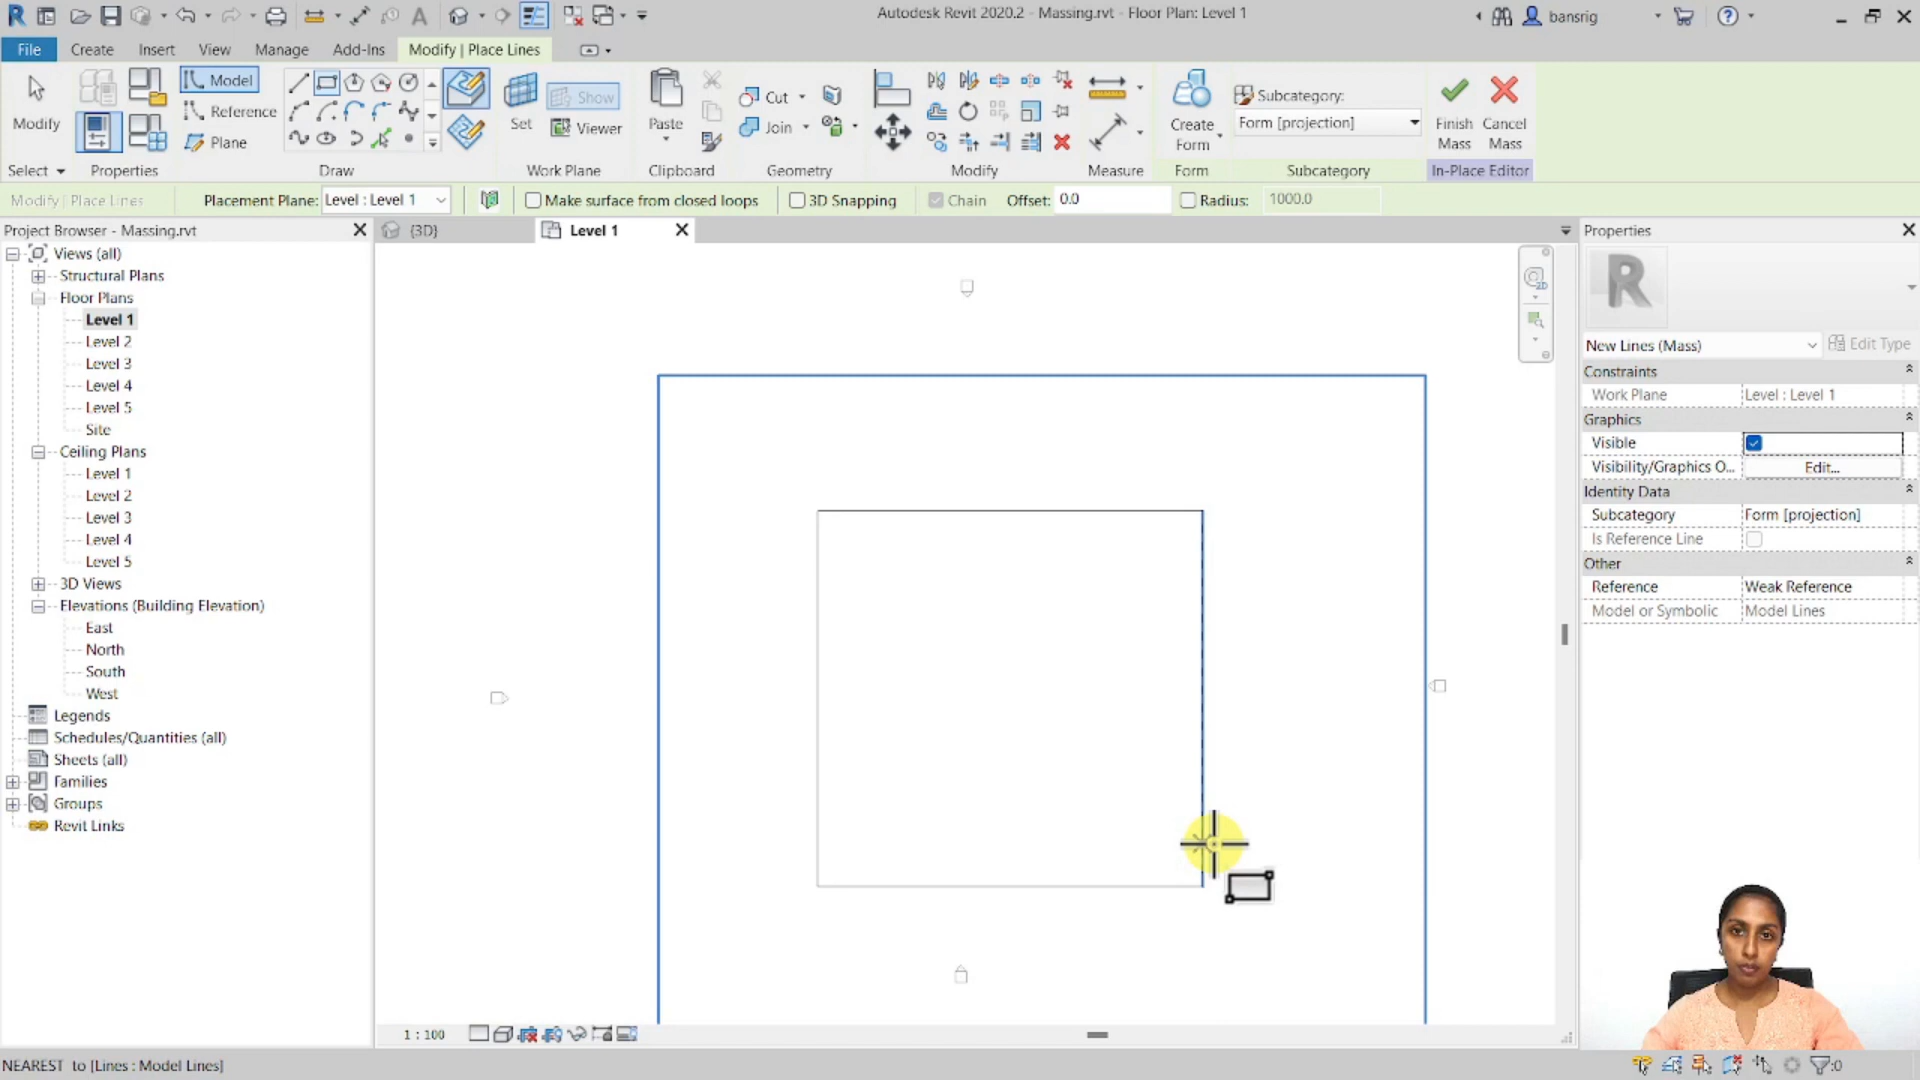 Autodesk Revit 2020.2 - Massing.rvt - Floor Plan: Level 1
bansrig
File
Create
Insert
View
Manage
Add-Ins
Modify | Place Lines
Model
Reference
Plane
Modify
Set
Show
Viewer
Paste
Cut
Join
Create Form
Subcategory:
Form [projection]
Finish Mass
Cancel Mass
Select
Properties
Draw
Work Plane
Clipboard
Geometry
Modify
Measure
Form
Subcategory
In-Place Editor
Modify | Place Lines
Placement Plane: Level : Level 1
Make surface from closed loops
3D Snapping
Chain
Offset: 0.0
Radius: 1000.0
Project Browser - Massing.rvt
Views (all)
Structural Plans
Floor Plans
Level 1
Level 2
Level 3
Level 4
Level 5
Site
Ceiling Plans
Level 1
Level 2
Level 3
Level 4
Level 5
3D Views
Elevations (Building Elevation)
East
North
South
West
Legends
Schedules/Quantities (all)
Sheets (all)
Families
Groups
Revit Links
{3D}
Level 1
2D
1 : 100
Properties
R
New Lines (Mass)
Edit Type
Constraints
Work Plane Level : Level 1
Graphics
Visible
Visibility/Graphics O... Edit...
Identity Data
Subcategory Form [projection]
Is Reference Line
Other
Reference Weak Reference
Model or Symbolic Model Lines
NEAREST to [Lines : Model Lines]
:0